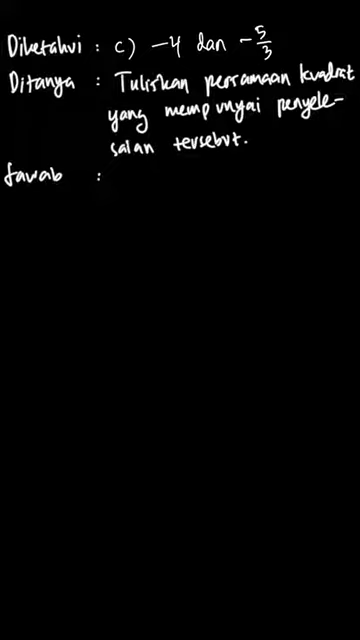 Diketahui : c) -4 dan -5/3
Ditanya : Tuliskan persamaan kuadrat
yang mempunyai penyele-
saian tersebut.
Jawab :